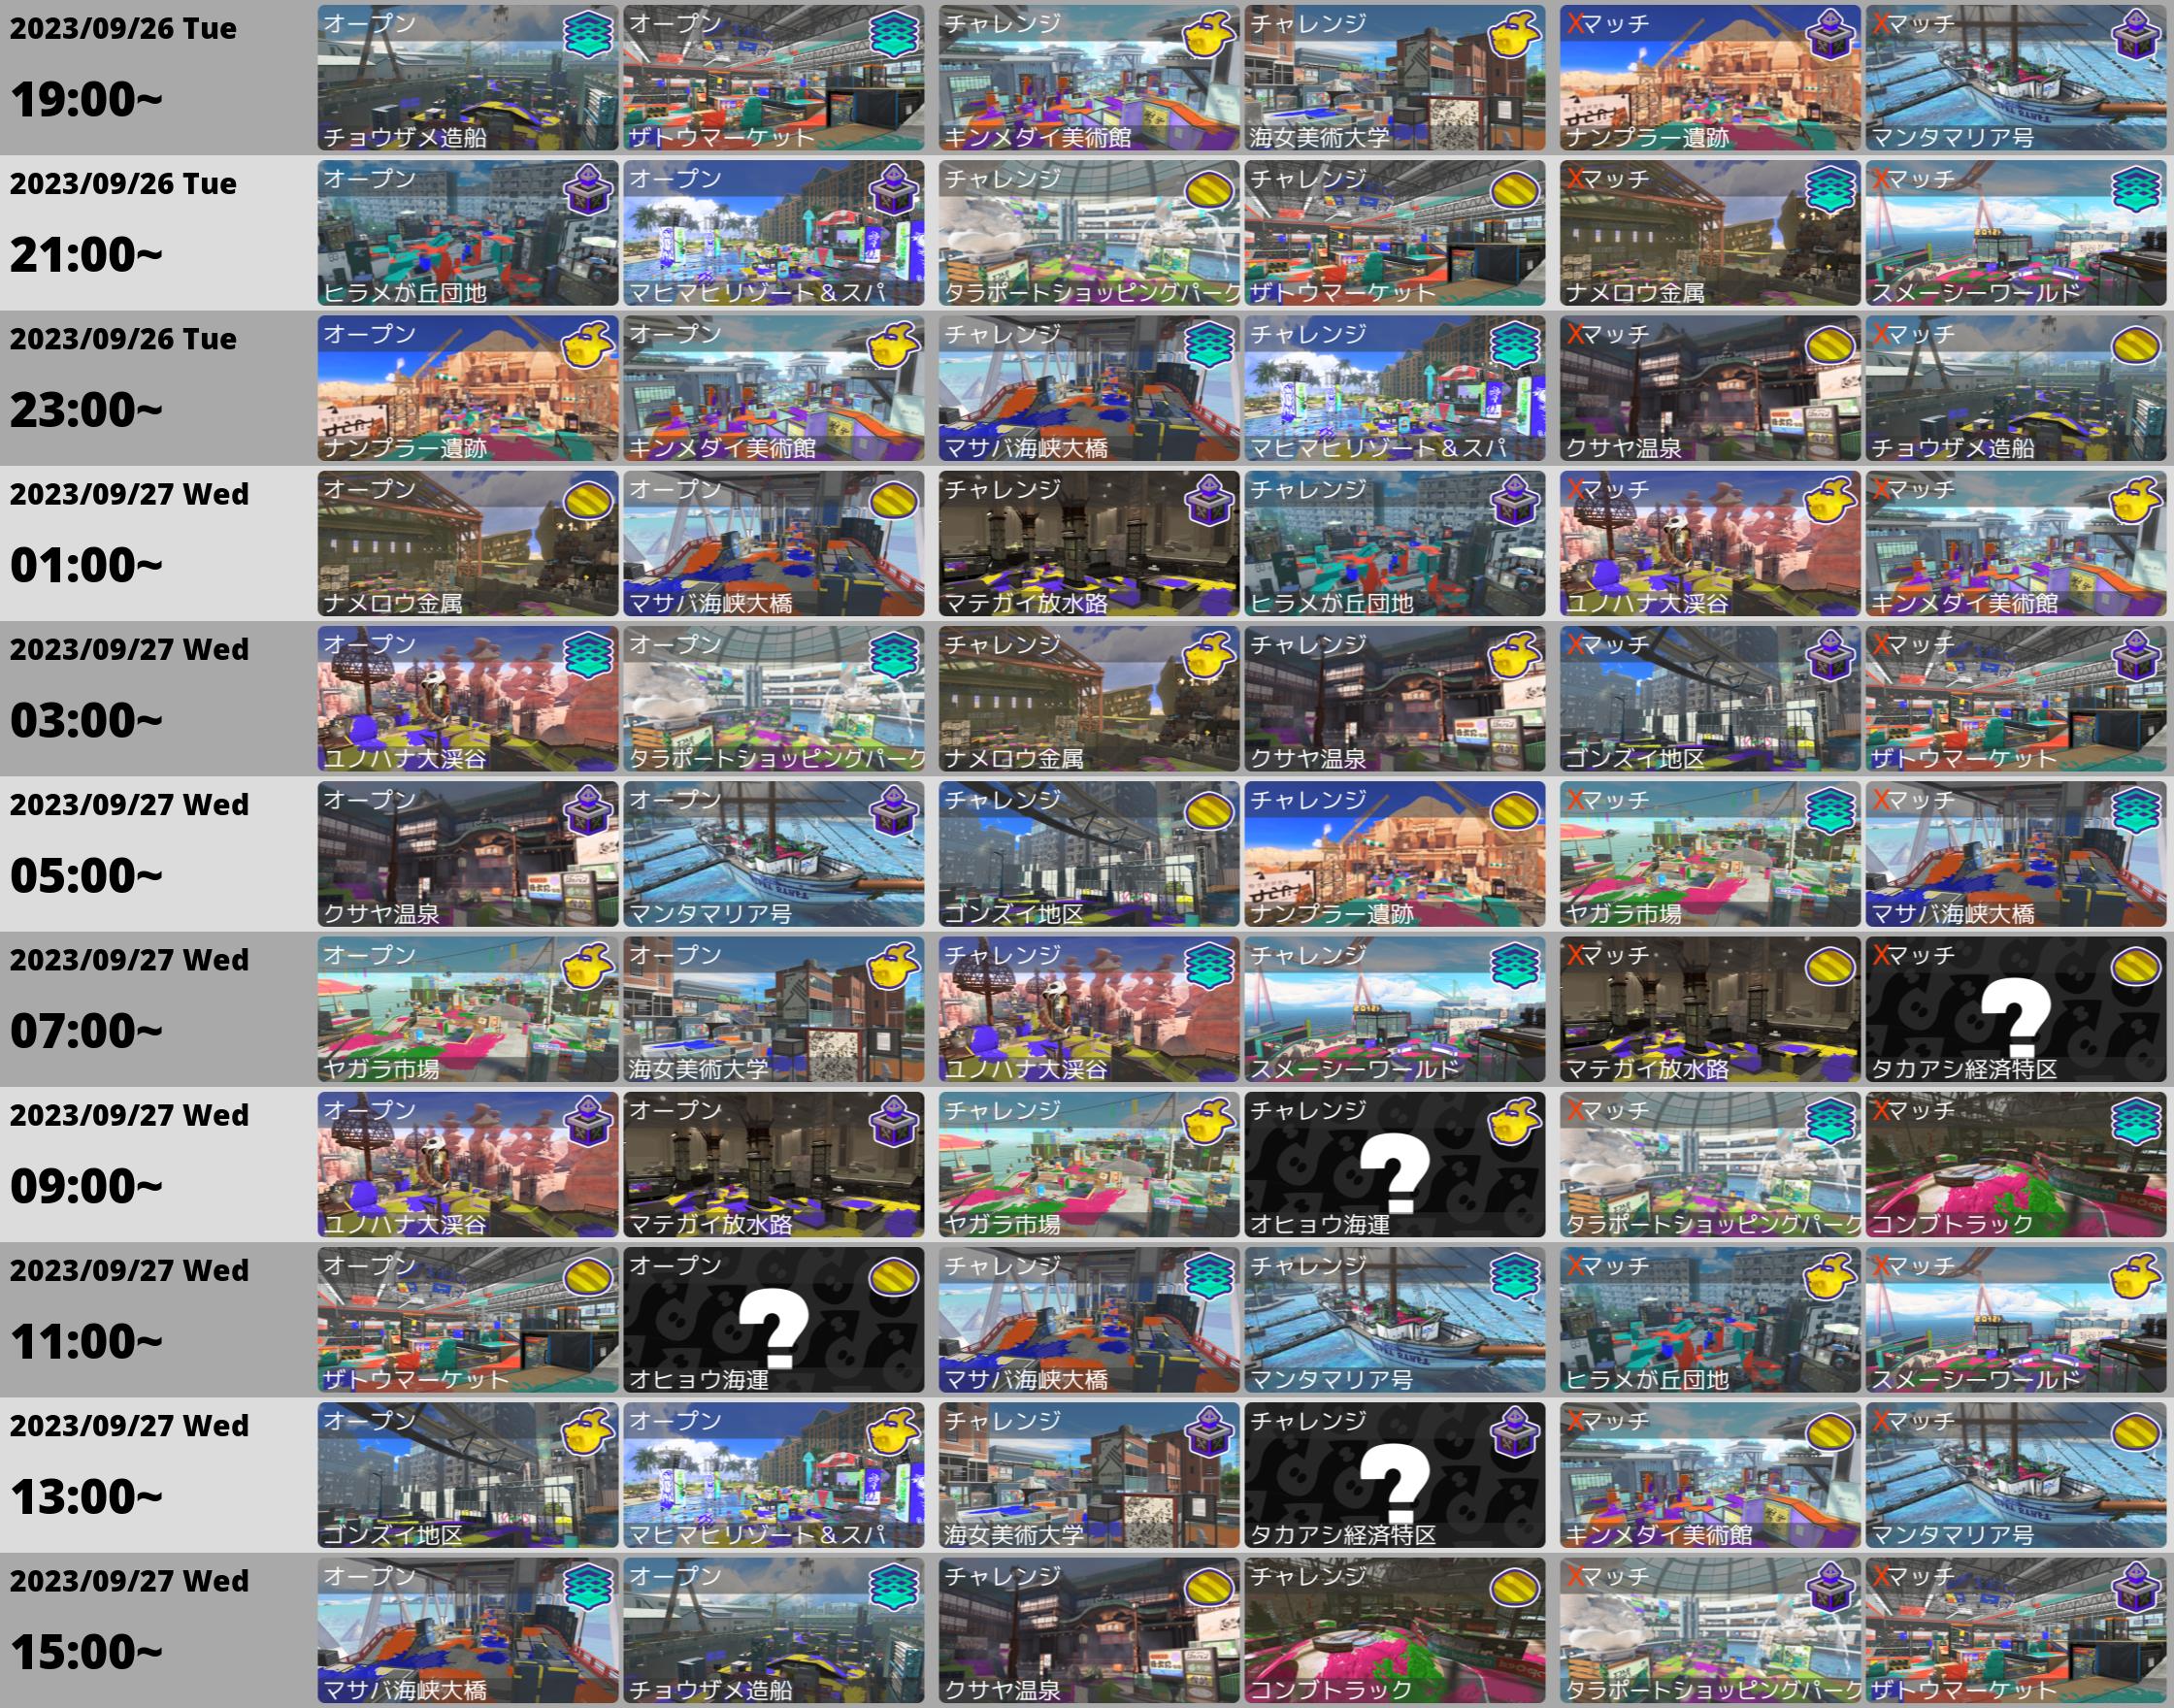 2023/09/26 Tue
19:00~
オープン
チョウザメ造船
オープン
ザトウマーケット
チャレンジ
キンメダイ美術館
チャレンジ
海女美術大学
Xマッチ
ナンプラー遺跡
Xマッチ
マンタマリア号
2023/09/26 Tue
21:00~
オープン
ヒラメが丘団地
オープン
マヒマヒリゾート＆スパ
チャレンジ
タラポートショッピングパーク
チャレンジ
ザトウマーケット
Xマッチ
ナメロウ金属
Xマッチ
スメーシーワールド
2023/09/26 Tue
23:00~
オープン
ナンプラー遺跡
オープン
キンメダイ美術館
チャレンジ
マサバ海峡大橋
チャレンジ
マヒマヒリゾート＆スパ
Xマッチ
クサヤ温泉
Xマッチ
チョウザメ造船
2023/09/27 Wed
01:00~
オープン
ナメロウ金属
オープン
マサバ海峡大橋
チャレンジ
マテガイ放水路
チャレンジ
ヒラメが丘団地
Xマッチ
ユノハナ大渓谷
Xマッチ
キンメダイ美術館
2023/09/27 Wed
03:00~
オープン
ユノハナ大渓谷
オープン
タラポートショッピングパーク
チャレンジ
ナメロウ金属
チャレンジ
クサヤ温泉
Xマッチ
ゴンズイ地区
Xマッチ
ザトウマーケット
2023/09/27 Wed
05:00~
オープン
クサヤ温泉
オープン
マンタマリア号
チャレンジ
ゴンズイ地区
チャレンジ
ナンプラー遺跡
Xマッチ
ヤガラ市場
Xマッチ
マサバ海峡大橋
2023/09/27 Wed
07:00~
オープン
ヤガラ市場
オープン
海女美術大学
チャレンジ
ユノハナ大渓谷
チャレンジ
スメーシーワールド
Xマッチ
マテガイ放水路
Xマッチ
?
タカアシ経済特区
2023/09/27 Wed
09:00~
オープン
ユノハナ大渓谷
オープン
マテガイ放水路
チャレンジ
ヤガラ市場
チャレンジ
?
オヒョウ海運
Xマッチ
タラポートショッピングパーク
Xマッチ
コンブトラック
2023/09/27 Wed
11:00~
オープン
ザトウマーケット
オープン
?
オヒョウ海運
チャレンジ
マサバ海峡大橋
チャレンジ
マンタマリア号
Xマッチ
ヒラメが丘団地
Xマッチ
スメーシーワールド
2023/09/27 Wed
13:00~
オープン
ゴンズイ地区
オープン
マヒマヒリゾート＆スパ
チャレンジ
海女美術大学
チャレンジ
?
タカアシ経済特区
Xマッチ
キンメダイ美術館
Xマッチ
マンタマリア号
2023/09/27 Wed
15:00~
オープン
マサバ海峡大橋
オープン
チョウザメ造船
チャレンジ
クサヤ温泉
チャレンジ
コンブトラック
Xマッチ
タラポートショッピングパーク
Xマッチ
ザトウマーケット